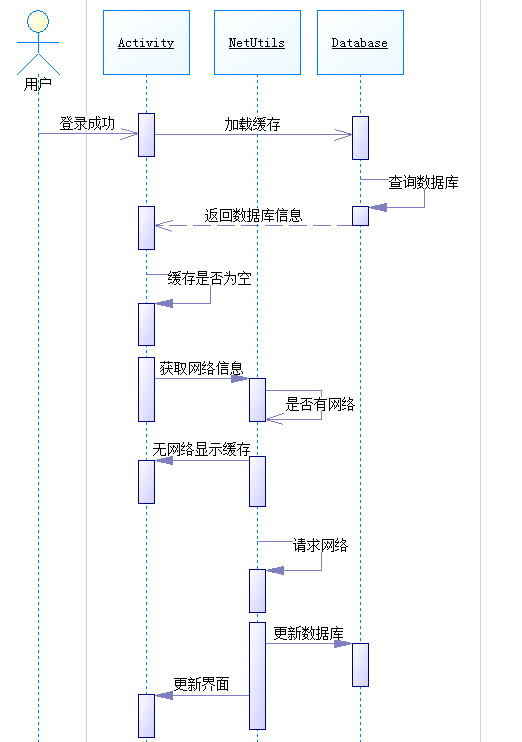 Activity
NetUtils
Database
用户
登录成功
加载缓存
查询数据库
返回数据库信息
缓存是否为空
获取网络信息
是否有网络
无网络显示缓存
请求网络
更新数据库
更新界面